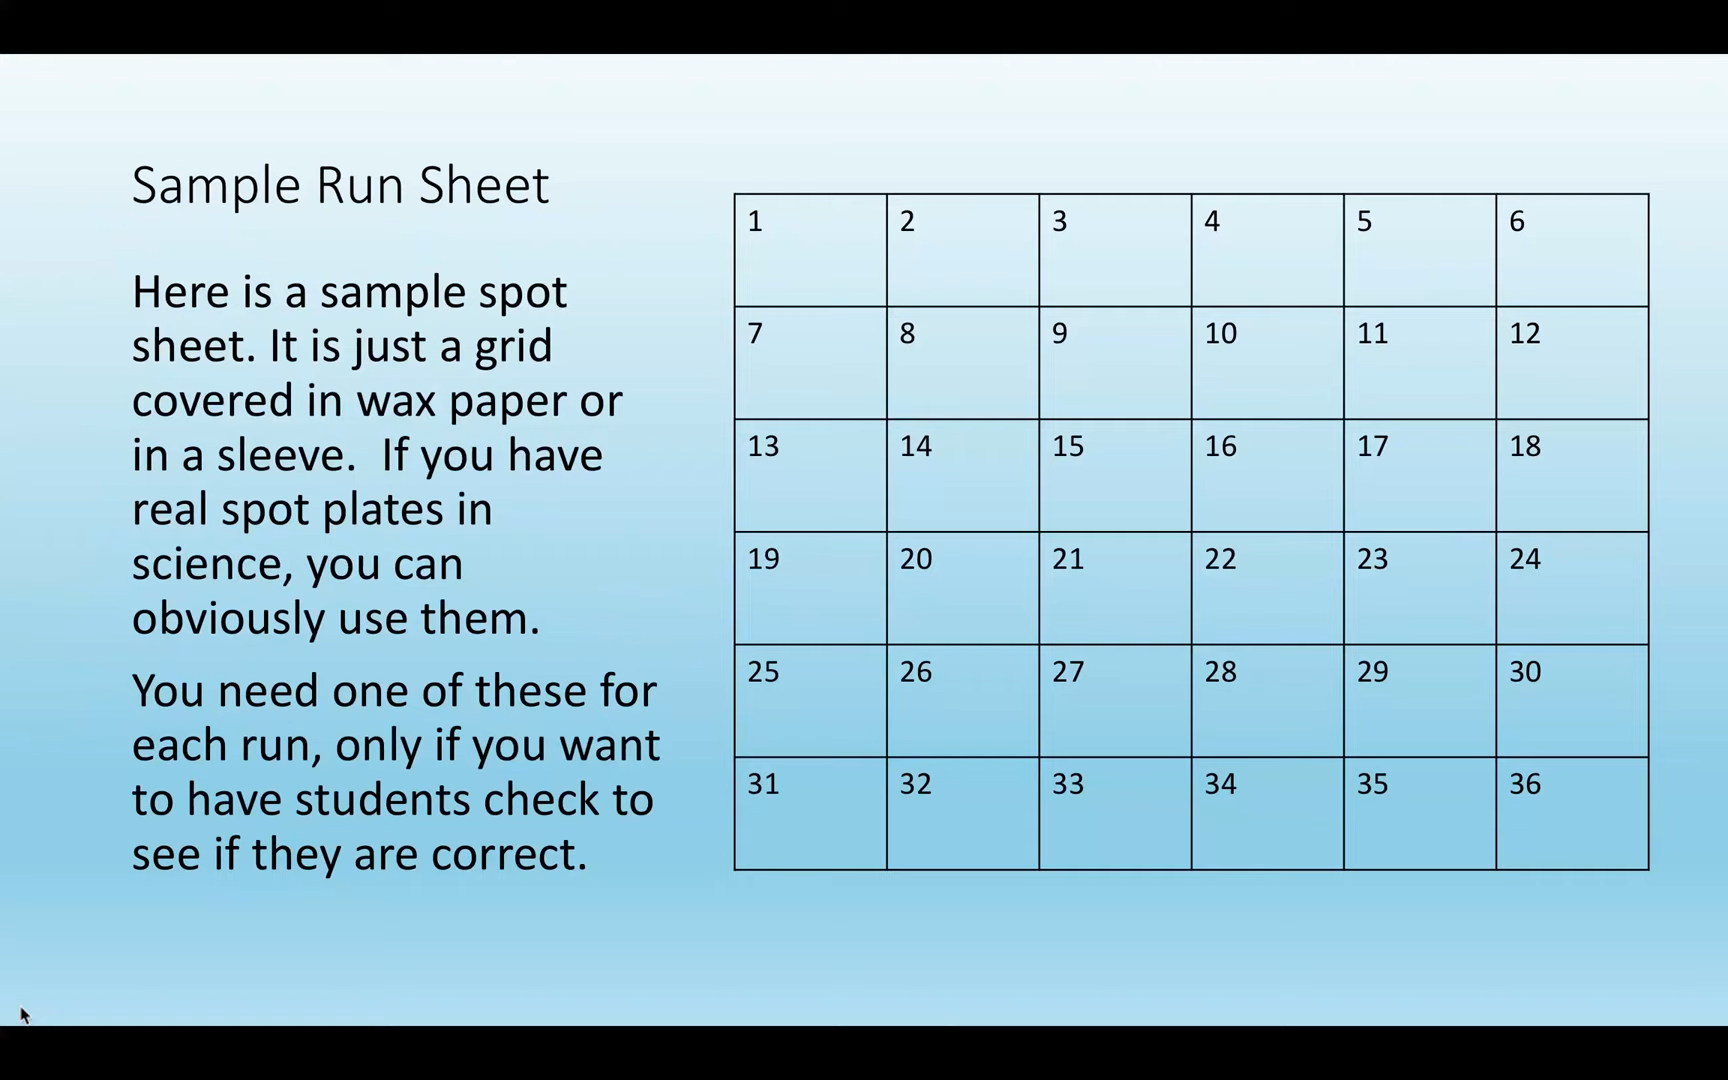 Sample Run Sheet
Here is a sample spot
sheet. It is just a grid
covered in wax paper or
in a sleeve.  If you have
real spot plates in
science, you can
obviously use them.
You need one of these for
each run, only if you want
to have students check to
see if they are correct.
1 2 3 4 5 6
7 8 9 10 11 12
13 14 15 16 17 18
19 20 21 22 23 24
25 26 27 28 29 30
31 32 33 34 35 36